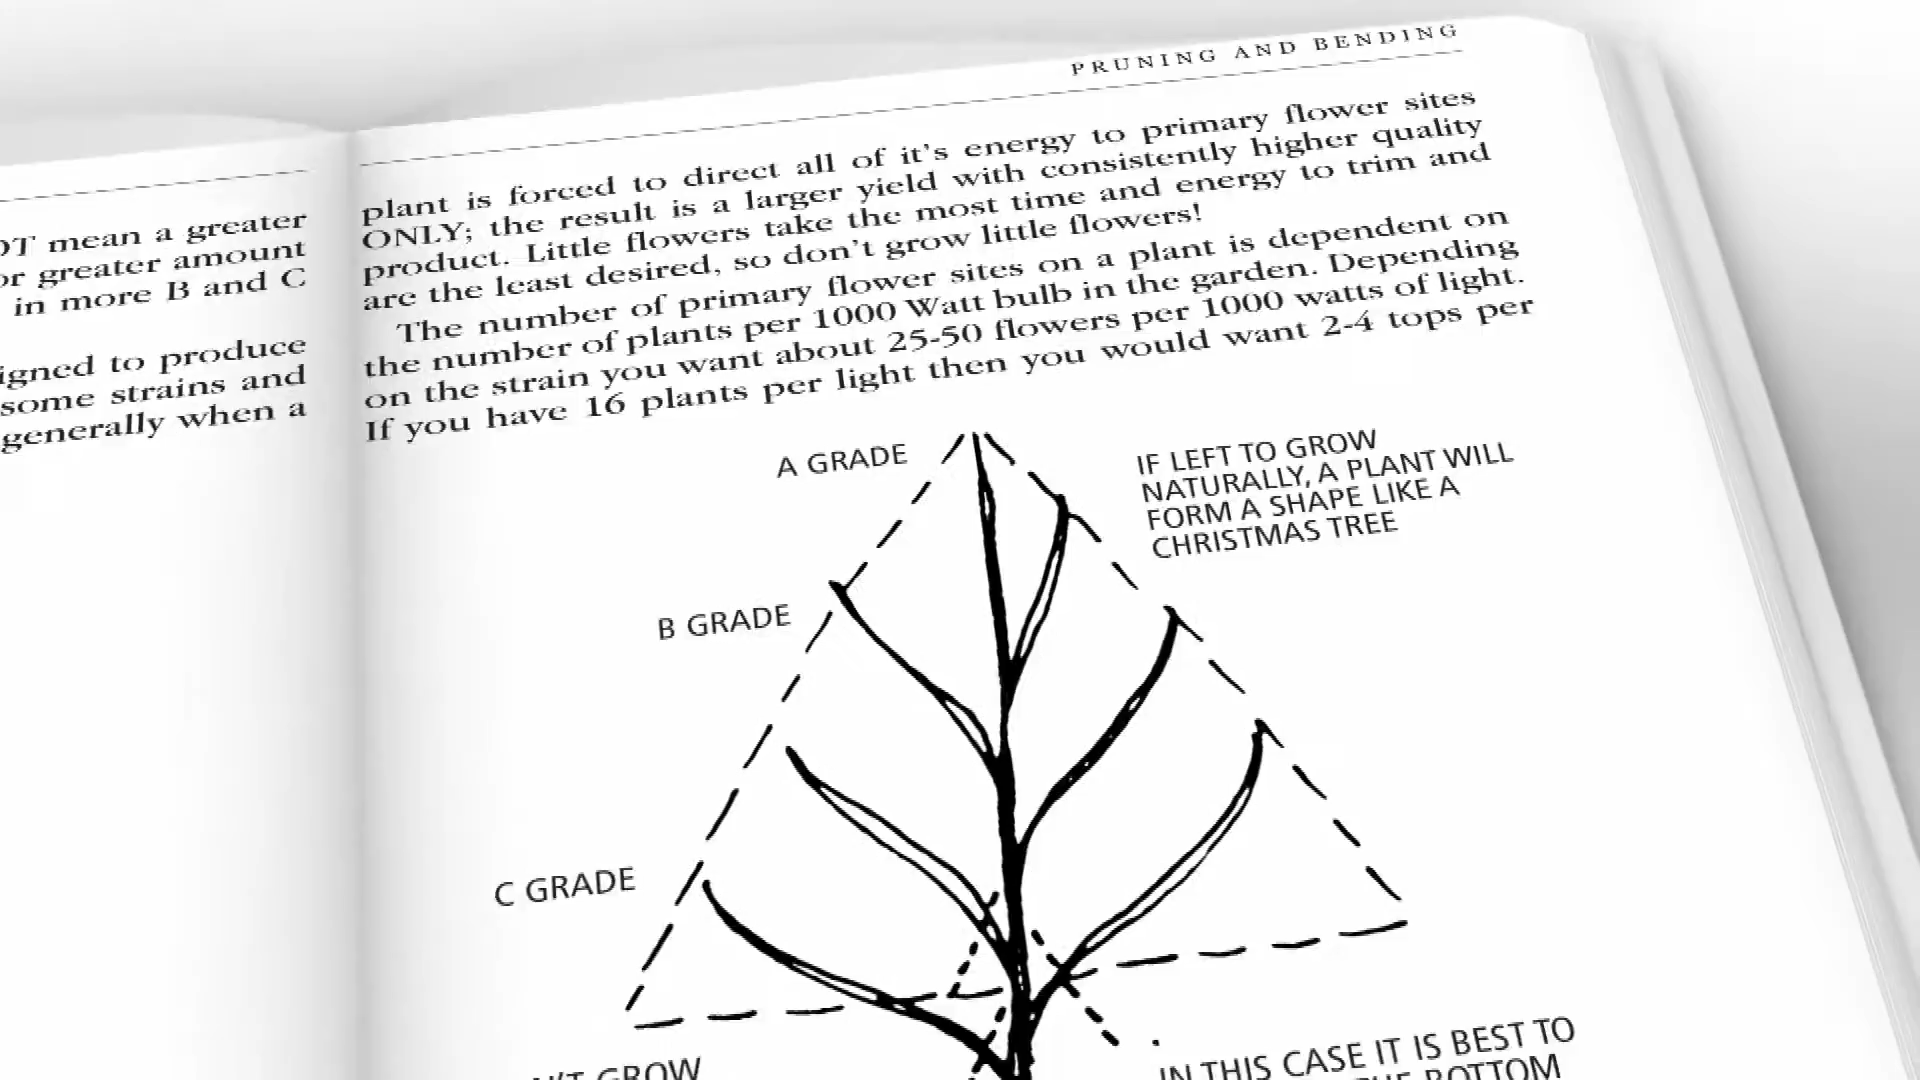 PRUNING AND BENDING
mean a greater
greater amount
in more B and C
to produce
some strains and
generally when a
plant is forced to direct all of it's energy to primary flower sites
ONLY; the result is a larger yield with consistently higher quality
product. Little flowers take the most time and energy to trim and
are the least desired, so don't grow little flowers!
The number of primary flower sites on a plant is dependent on
the number of plants per 1000 Watt bulb in the garden. Depending
on the strain you want about 25-50 flowers per 1000 watts of light.
If you have 16 plants per light then you would want 2-4 tops per
A GRADE
IF LEFT TO GROW
NATURALLY, A PLANT WILL
FORM A SHAPE LIKE A
CHRISTMAS TREE
B GRADE
C GRADE
GROW
IN THIS CASE IT IS BEST TO
BOTTOM